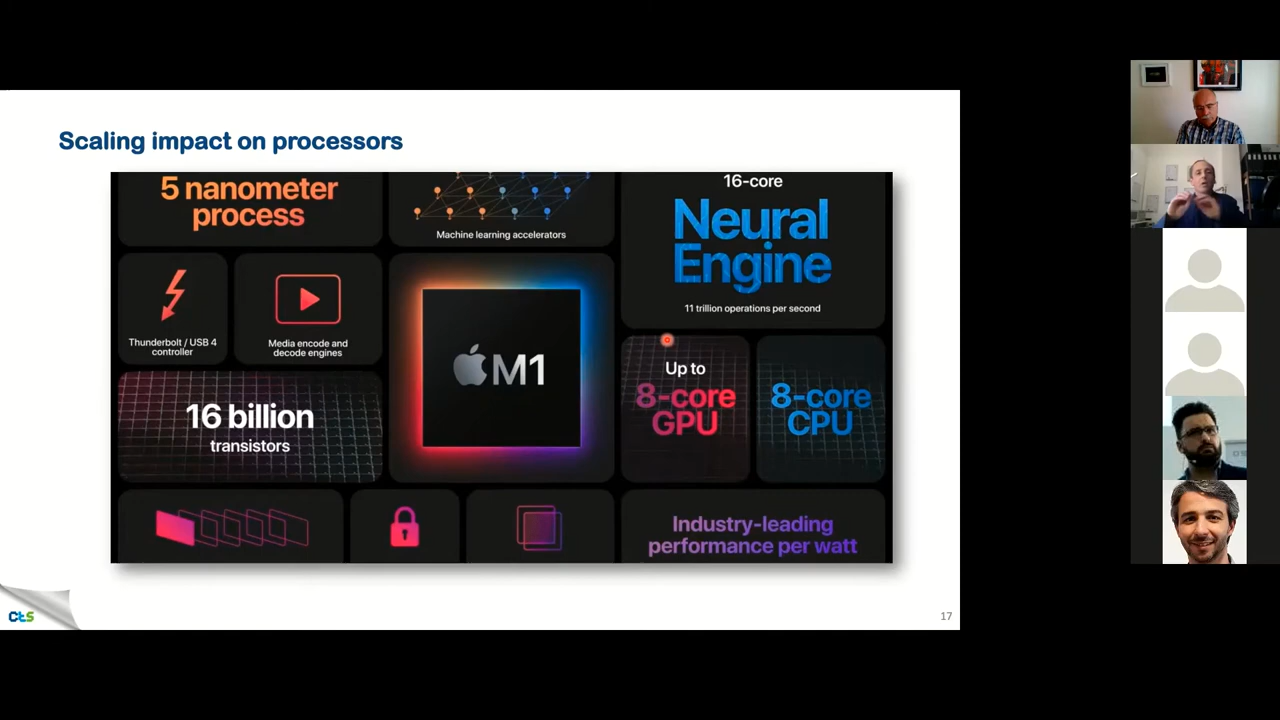 Scaling impact on processors
5 nanometer
process
Machine learning accelerators
16-core
Neural
Engine
11 trillion operations per second
Thunderbolt / USB 4
controller
Media encode and
decode engines
M1
Up to
8-core
GPU
8-core
CPU
16 billion
transistors
Industry-leading
performance per watt
cts
17